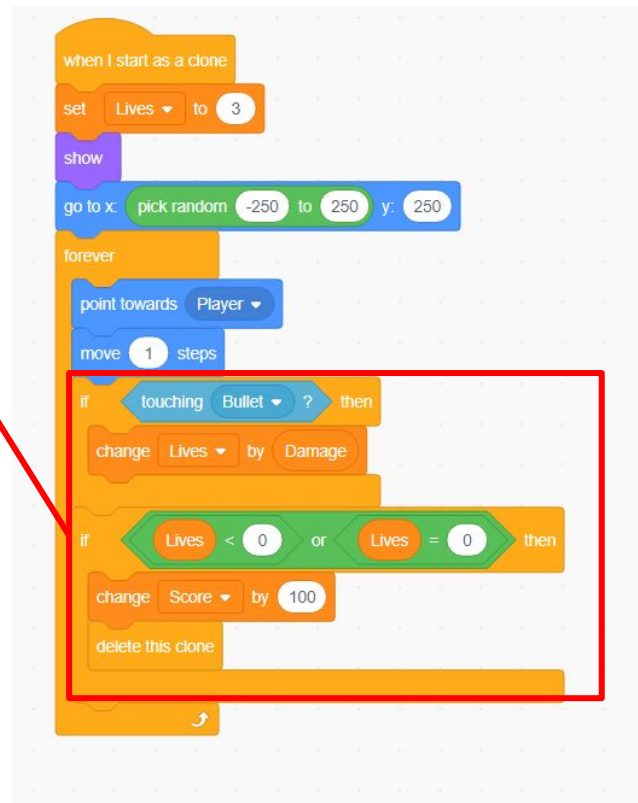 when I start as a clone
set Lives to 3
show
go to x: pick random -250 to 250 y: 250
forever
point towards Player
move 1 steps
if touching Bullet ? then
change Lives by Damage
if Lives < 0 or Lives = 0 then
change Score by 100
delete this clone